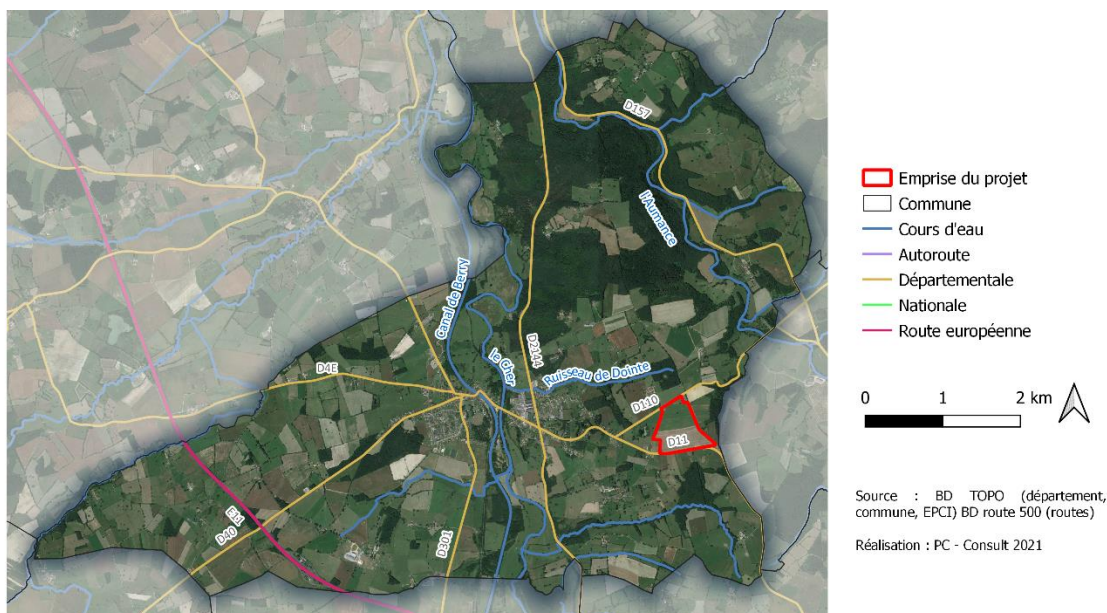 D157
l'Aumance
Canal de Berry
le Cher
D2144
Ruisseau de Dointe
D4E
D110
D11
E11
D40
D301
Emprise du projet
Commune
Cours d'eau
Autoroute
Départementale
Nationale
Route européenne
0 1 2 km
Source : BD TOPO (département,
commune, EPCI) BD route 500 (routes)
Réalisation : PC - Consult 2021